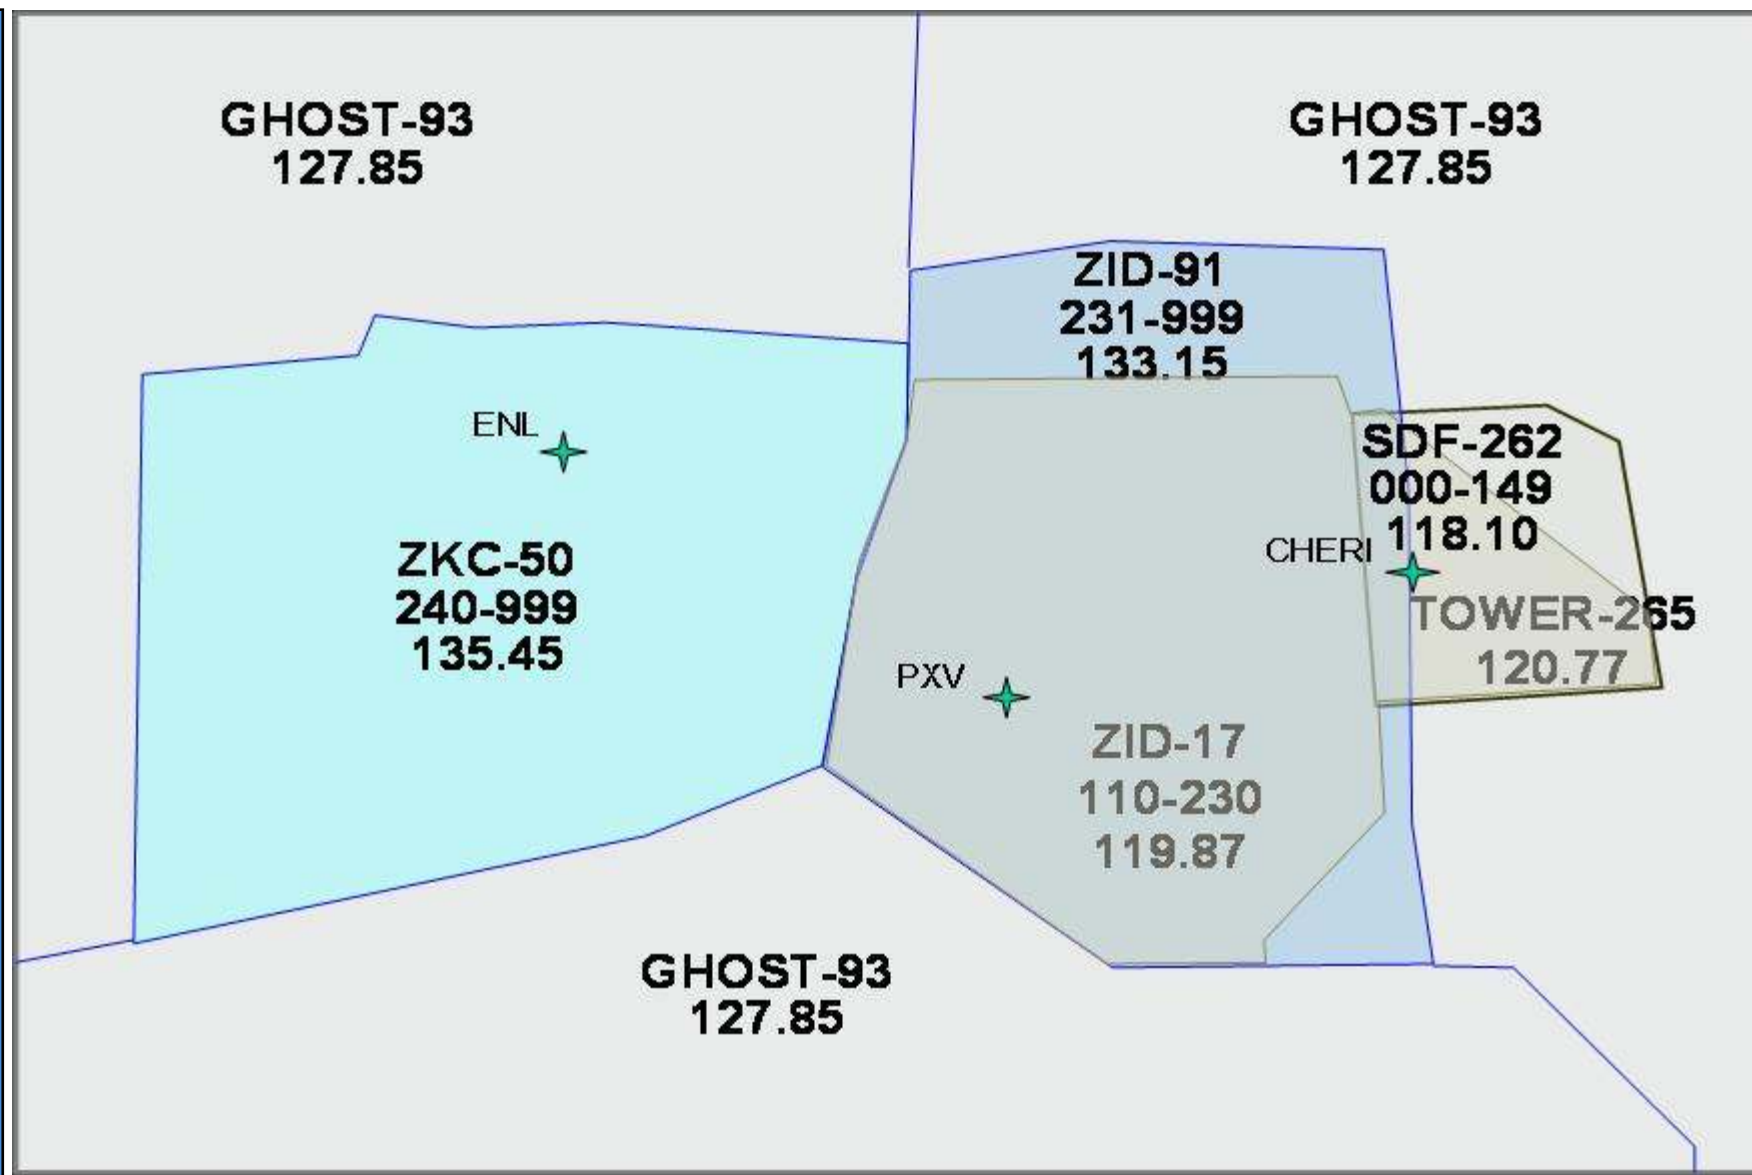 GHOST-93
127.85
GHOST-93
127.85
ZID-91
231-999
133.15
ENL
SDF-262
000-149
118.10
CHERI
ZKC-50
240-999
135.45
TOWER-265
120.77
PXV
ZID-17
110-230
119.87
GHOST-93
127.85